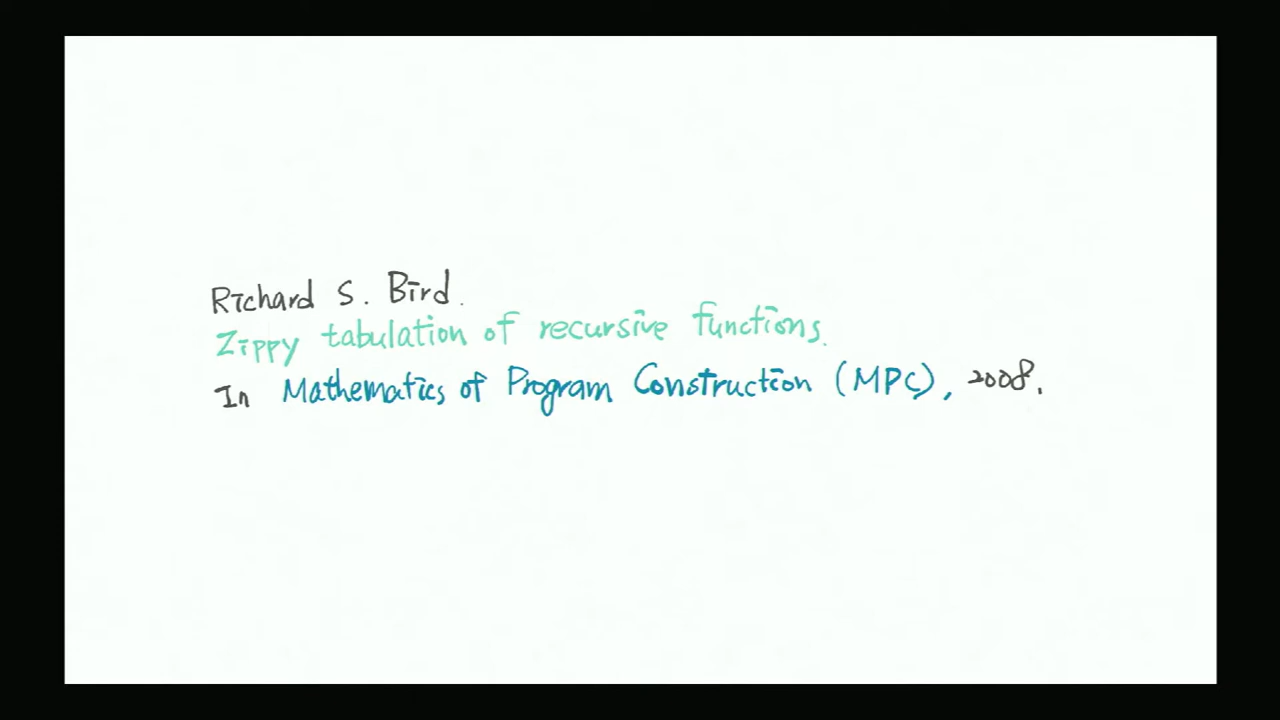 Richard S. Bird.
Zippy tabulation of recursive functions.
In Mathematics of Program Construction (MPC), 2008.